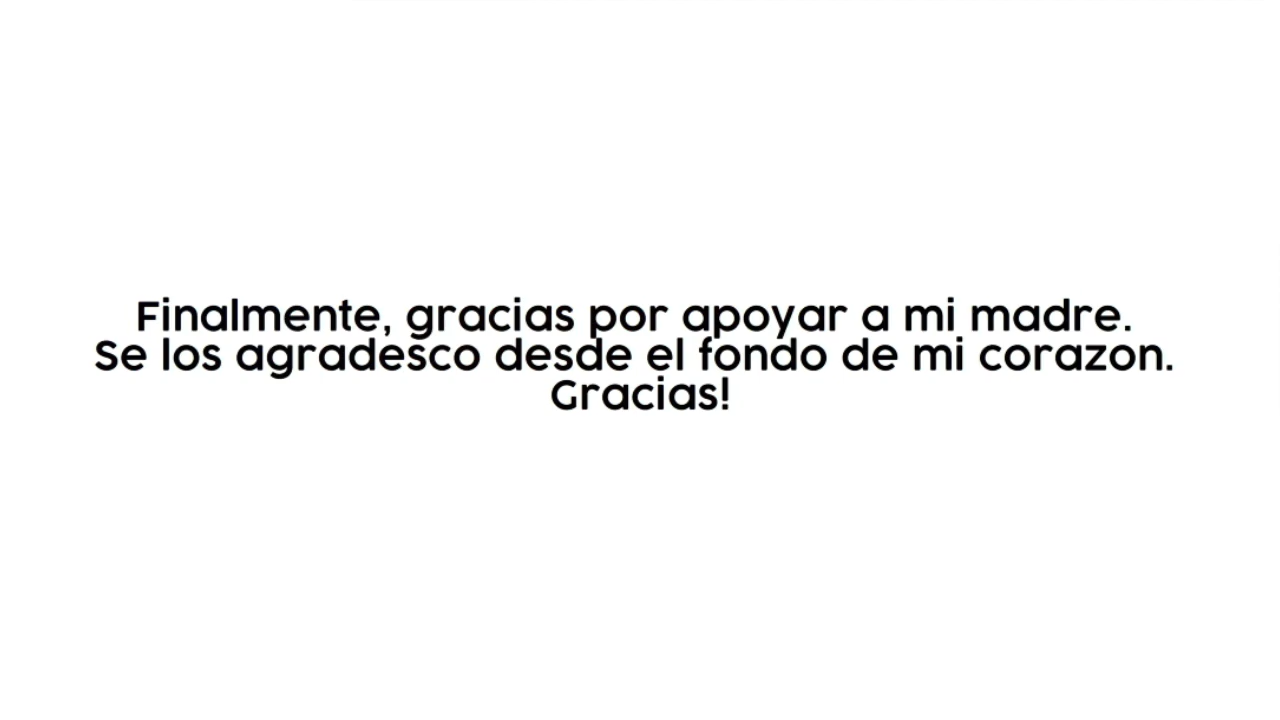 Finalmente, gracias por apoyar a mi madre.
Se los agradesco desde el fondo de mi corazon.
Gracias!